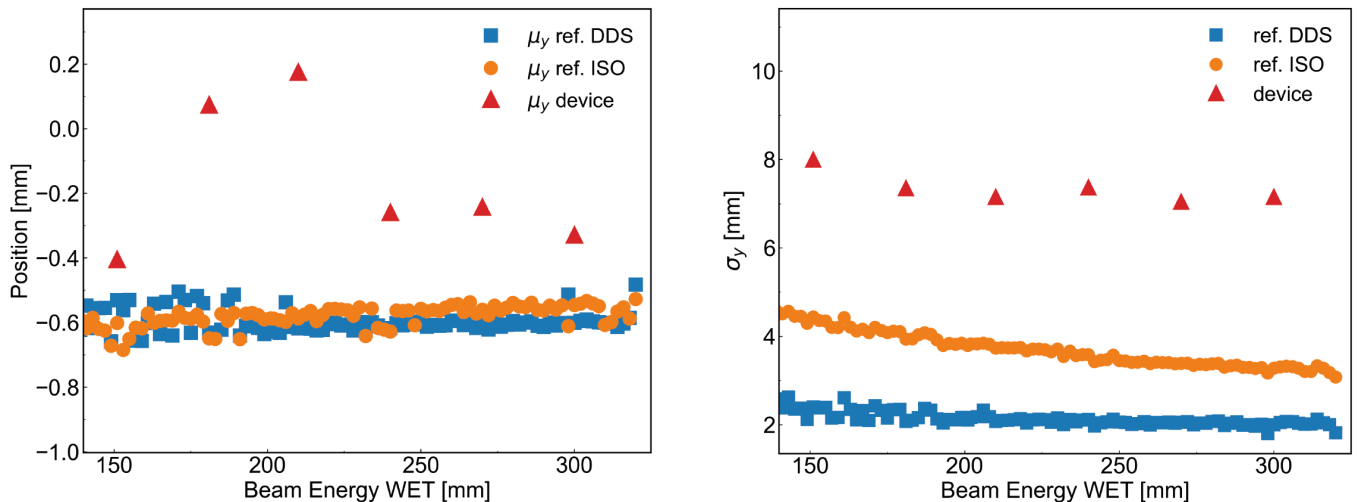 0.2
0.0
−0.2
−0.4
−0.6
−0.8
−1.0
Position [mm]
μy ref. DDS
μy ref. ISO
μy device
150 200 250 300
Beam Energy WET [mm]
10
8
6
4
2
σy [mm]
ref. DDS
ref. ISO
device
150 200 250 300
Beam Energy WET [mm]